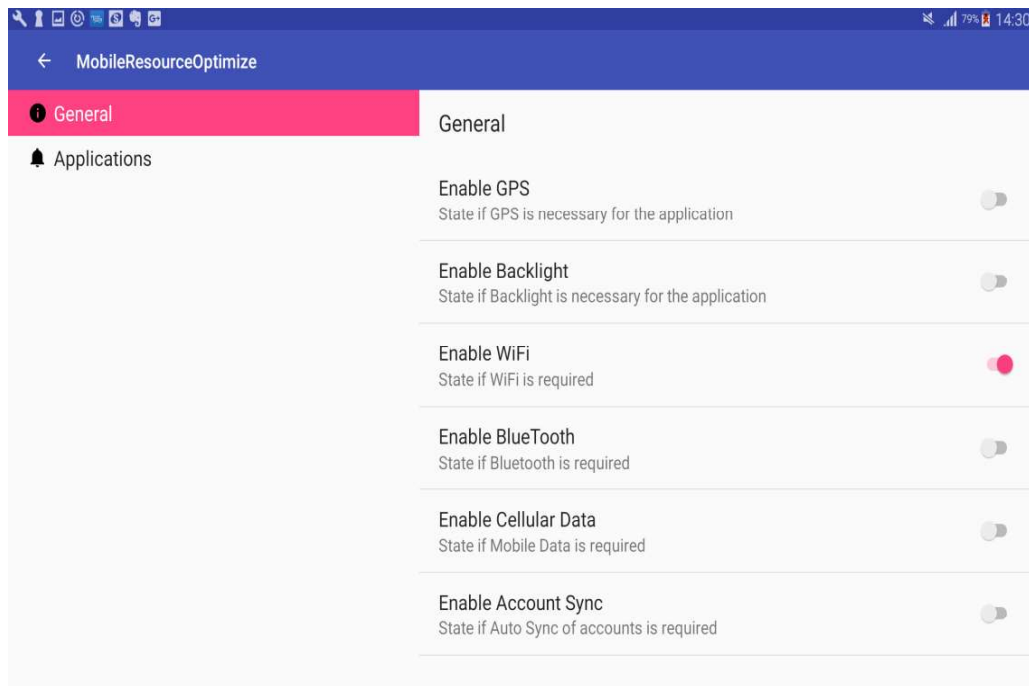 79% 14:30
MobileResourceOptimize
General
Applications
General
Enable GPS
State if GPS is necessary for the application
Enable Backlight
State if Backlight is necessary for the application
Enable WiFi
State if WiFi is required
Enable BlueTooth
State if Bluetooth is required
Enable Cellular Data
State if Mobile Data is required
Enable Account Sync
State if Auto Sync of accounts is required